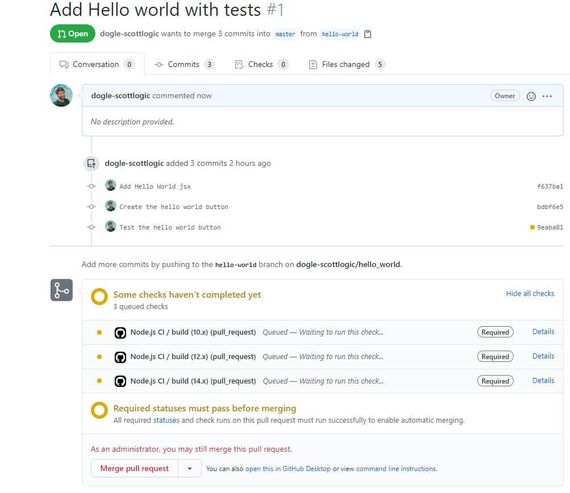 Add Hello world with tests #1
Open dogle-scottlogic wants to merge 3 commits into master from hello-world
Conversation 0 Commits 3 Checks 0 Files changed 5
dogle-scottlogic commented now Owner
No description provided.
dogle-scottlogic added 3 commits 2 hours ago
Add Hello World jsx f637ba1
Create the hello world button bdbf6e5
Test the hello world button 9eaba81
Add more commits by pushing to the hello-world branch on dogle-scottlogic/hello_world.
Some checks haven't completed yet Hide all checks
3 queued checks
Node.js CI / build (10.x) (pull_request) Queued — Waiting to run this check... Required Details
Node.js CI / build (12.x) (pull_request) Queued — Waiting to run this check... Required Details
Node.js CI / build (14.x) (pull_request) Queued — Waiting to run this check... Required Details
Required statuses must pass before merging
All required statuses and check runs on this pull request must run successfully to enable automatic merging.
As an administrator, you may still merge this pull request.
Merge pull request You can also open this in GitHub Desktop or view command line instructions.